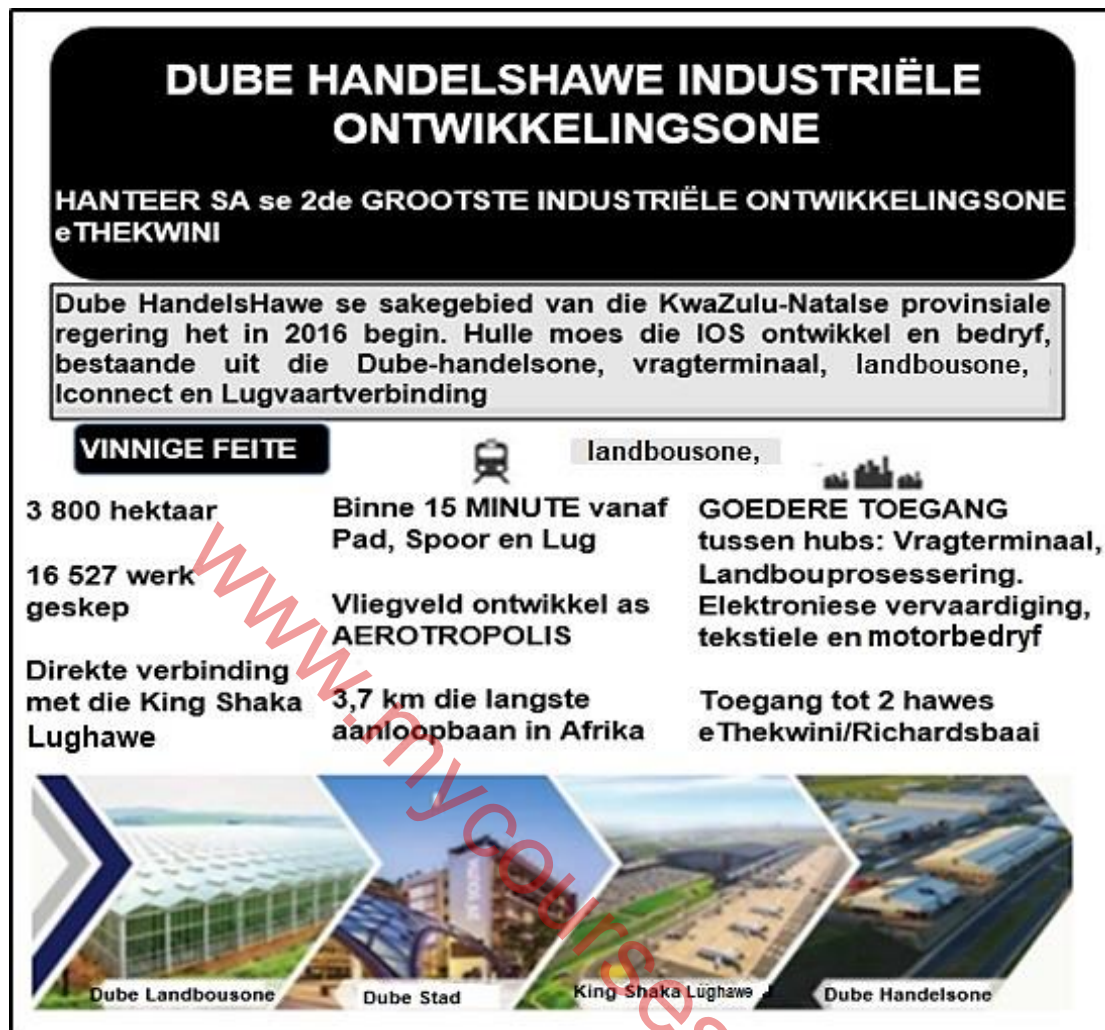 DUBE HANDELSHAWE INDUSTRIËLE
ONTWIKKELINGSONE
HANTEER SA se 2de GROOTSTE INDUSTRIËLE ONTWIKKELINGSONE
eTHEKWINI
Dube HandelsHawe se sakegebied van die KwaZulu-Natalse provinsiale
regering het in 2016 begin. Hulle moes die IOS ontwikkel en bedryf,
bestaande uit die Dube-handelsone, vragterminaal, landbousone,
Iconnect en Lugvaartverbinding
VINNIGE FEITE
landbousone,
3 800 hektaar
16 527 werk
geskep
Direkte verbinding
met die King Shaka
Lughawe
Binne 15 MINUTE vanaf
Pad, Spoor en Lug
Vliegveld ontwikkel as
AEROTROPOLIS
3,7 km die langste
aanloopbaan in Afrika
GOEDERE TOEGANG
tussen hubs: Vragterminaal,
Landbouprosessering.
Elektroniese vervaardiging,
tekstiele en motorbedryf
Toegang tot 2 hawes
eThekwini/Richardsbaai
Dube Landbousone
Dube Stad
King Shaka Lughawe
Dube Handelsone
www.mycourses